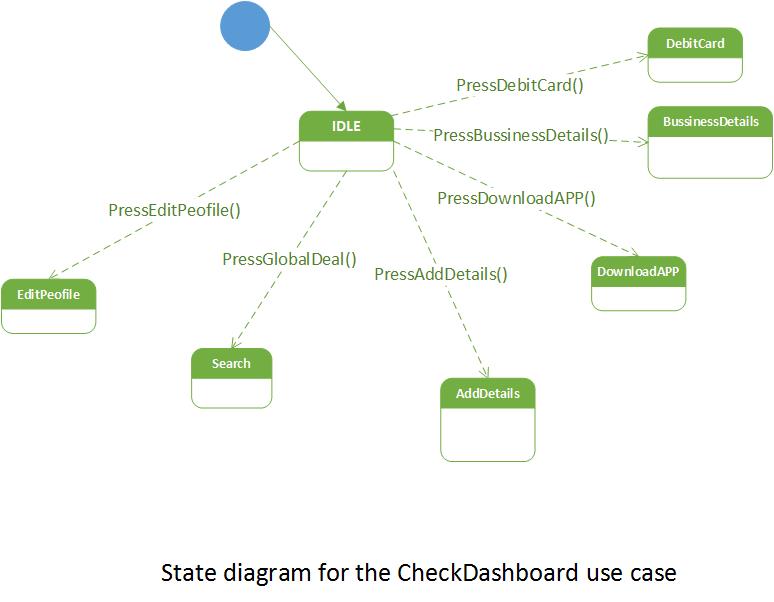 DebitCard
PressDebitCard()
IDLE
BussinessDetails
PressBussinessDetails()
PressDownloadAPP()
PressEditPeofile()
PressGlobalDeal()
PressAddDetails()
DownloadAPP
EditPeofile
Search
AddDetails
State diagram for the CheckDashboard use case